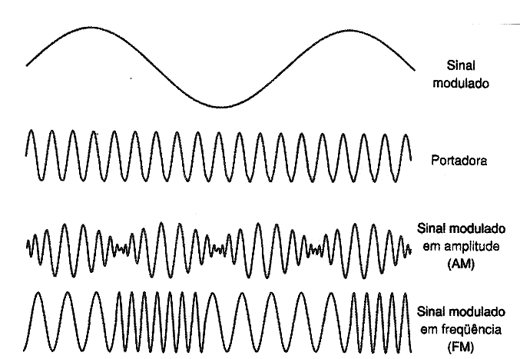 Sinal
modulado
Portadora
Sinal modulado
em amplitude
(AM)
Sinal modulado
em freqüência
(FM)